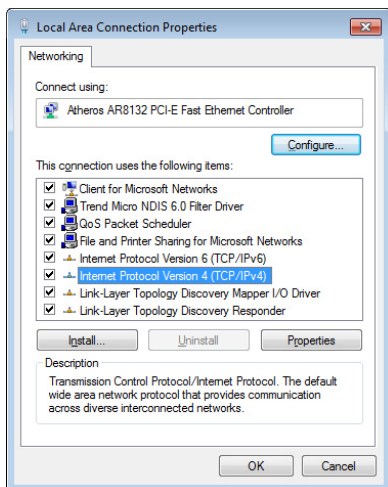 Local Area Connection Properties
Networking
Connect using:
Atheros AR8132 PCI-E Fast Ethernet Controller
Configure...
This connection uses the following items:
Client for Microsoft Networks
Trend Micro NDIS 6.0 Filter Driver
QoS Packet Scheduler
File and Printer Sharing for Microsoft Networks
Internet Protocol Version 6 (TCP/IPv6)
Internet Protocol Version 4 (TCP/IPv4)
Link-Layer Topology Discovery Mapper I/O Driver
Link-Layer Topology Discovery Responder
Install... Uninstall Properties
Description
Transmission Control Protocol/Internet Protocol. The default
wide area network protocol that provides communication
across diverse interconnected networks.
OK Cancel